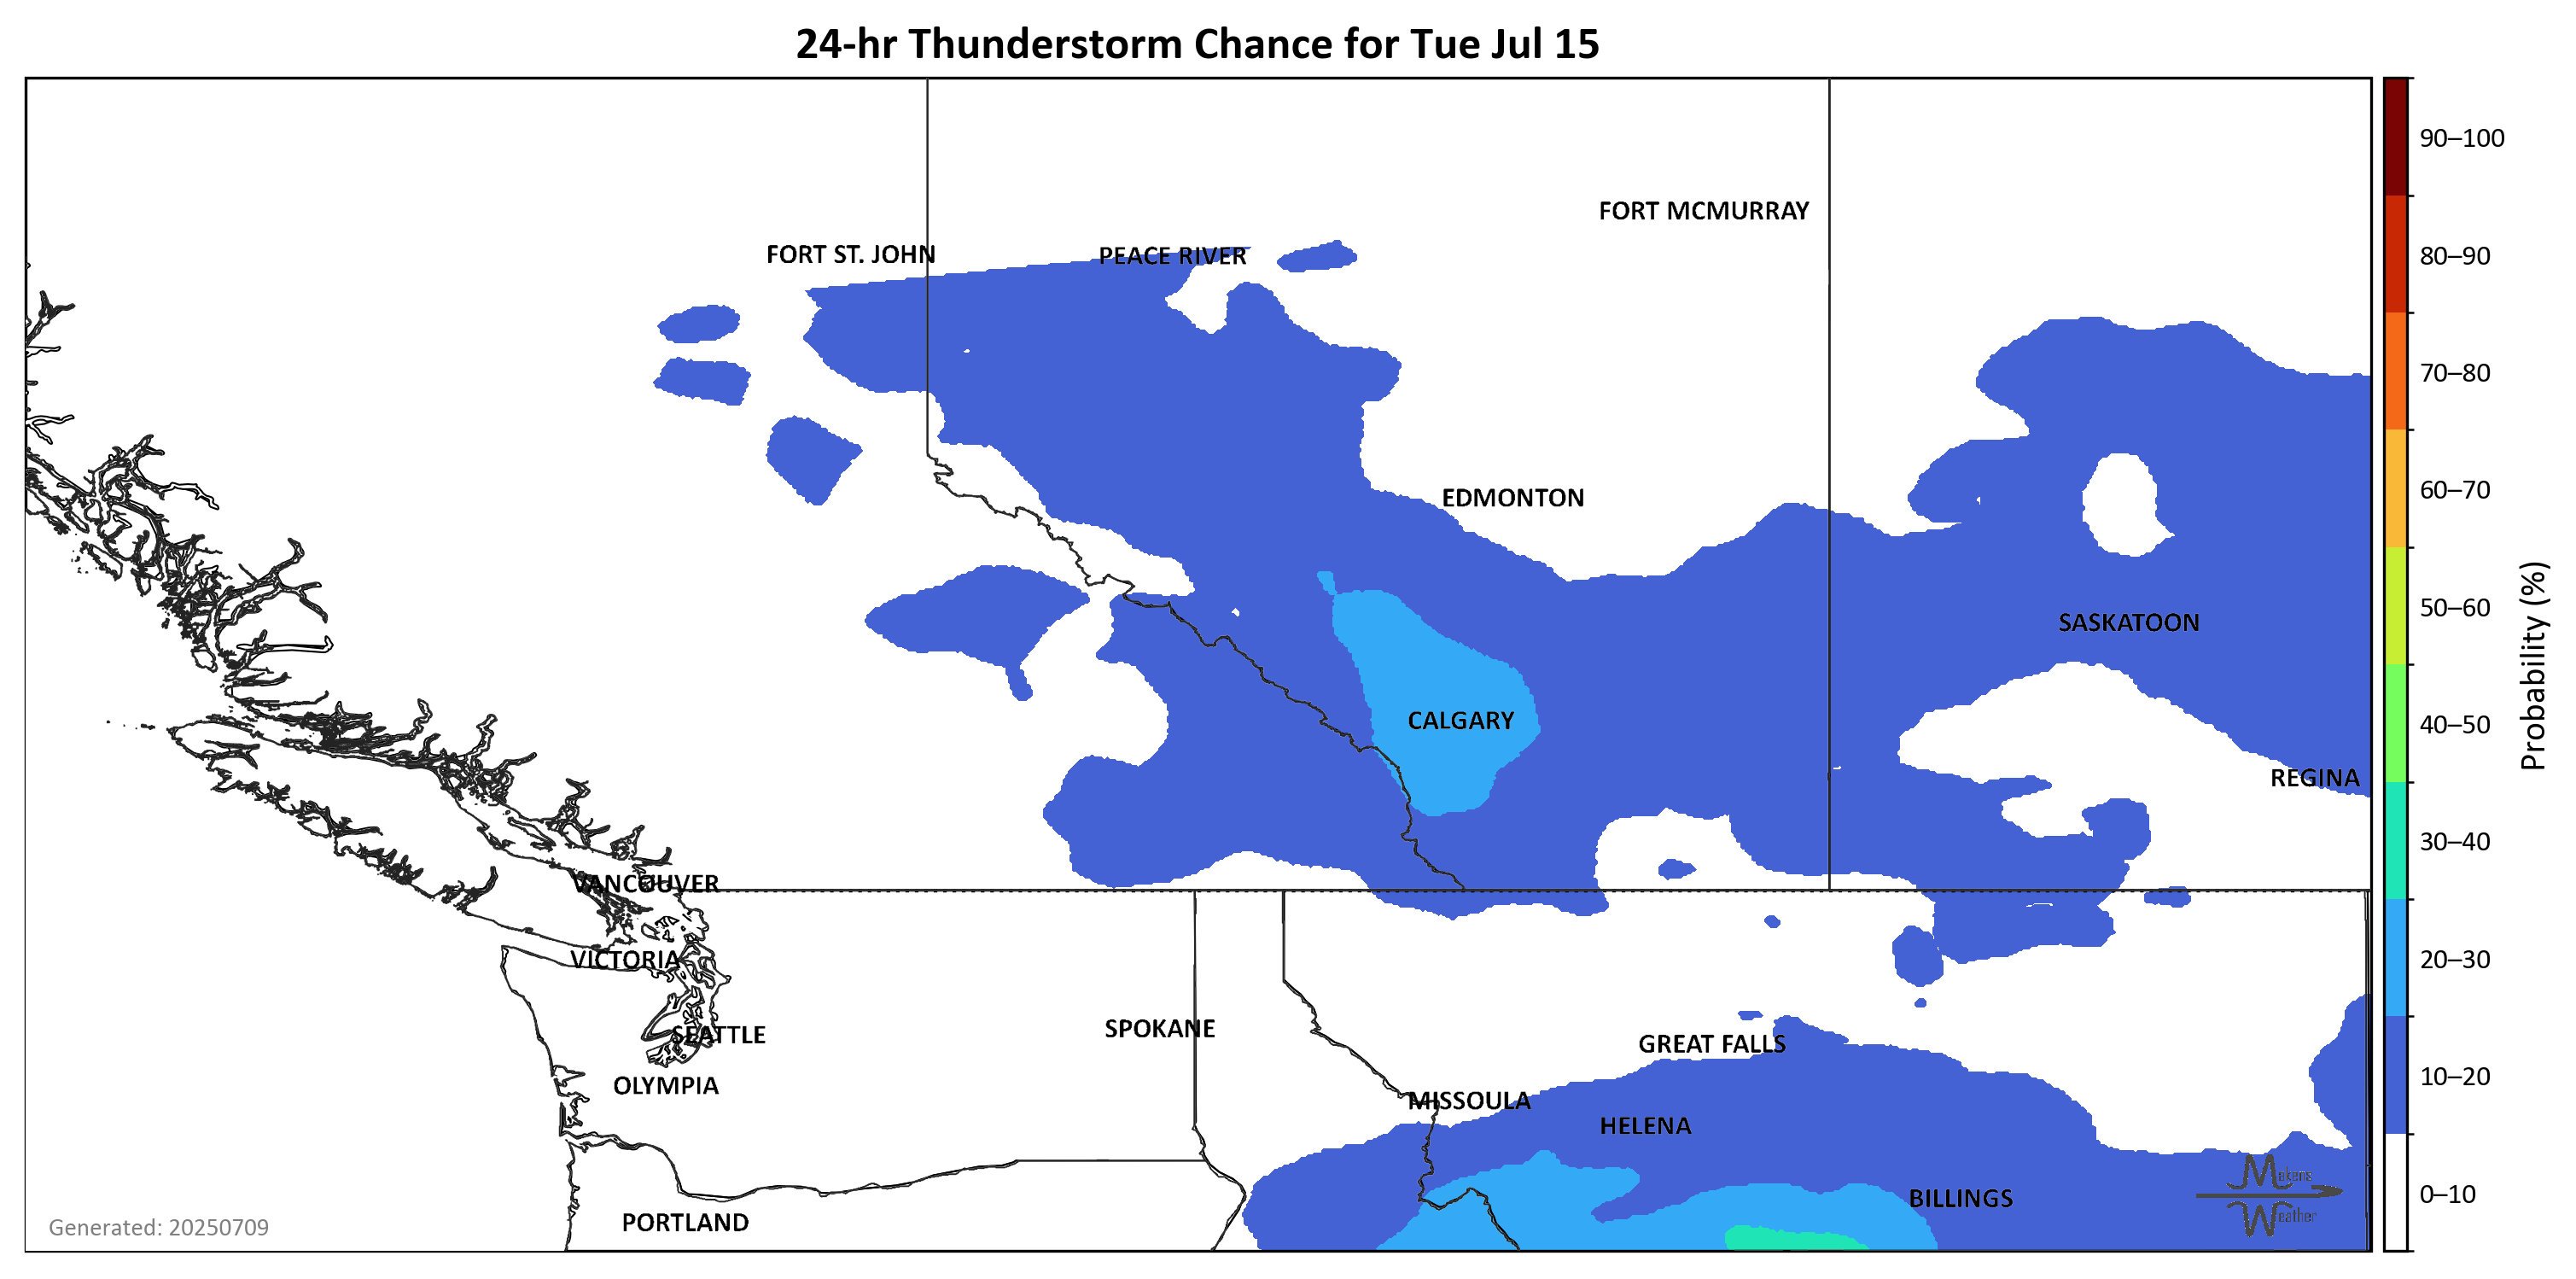 24-hr Thunderstorm Chance for Tue Jul 15
FORT MCMURRAY
FORT ST. JOHN
PEACE RIVER
EDMONTON
SASKATOON
CALGARY
REGINA
VANCOUVER
VICTORIA
SPOKANE
SEATTLE
GREAT FALLS
OLYMPIA
MISSOULA
HELENA
BILLINGS
PORTLAND
Makens
Weather
Generated: 20250709
90–100
80–90
70–80
60–70
50–60
40–50
30–40
20–30
10–20
0–10
Probability (%)